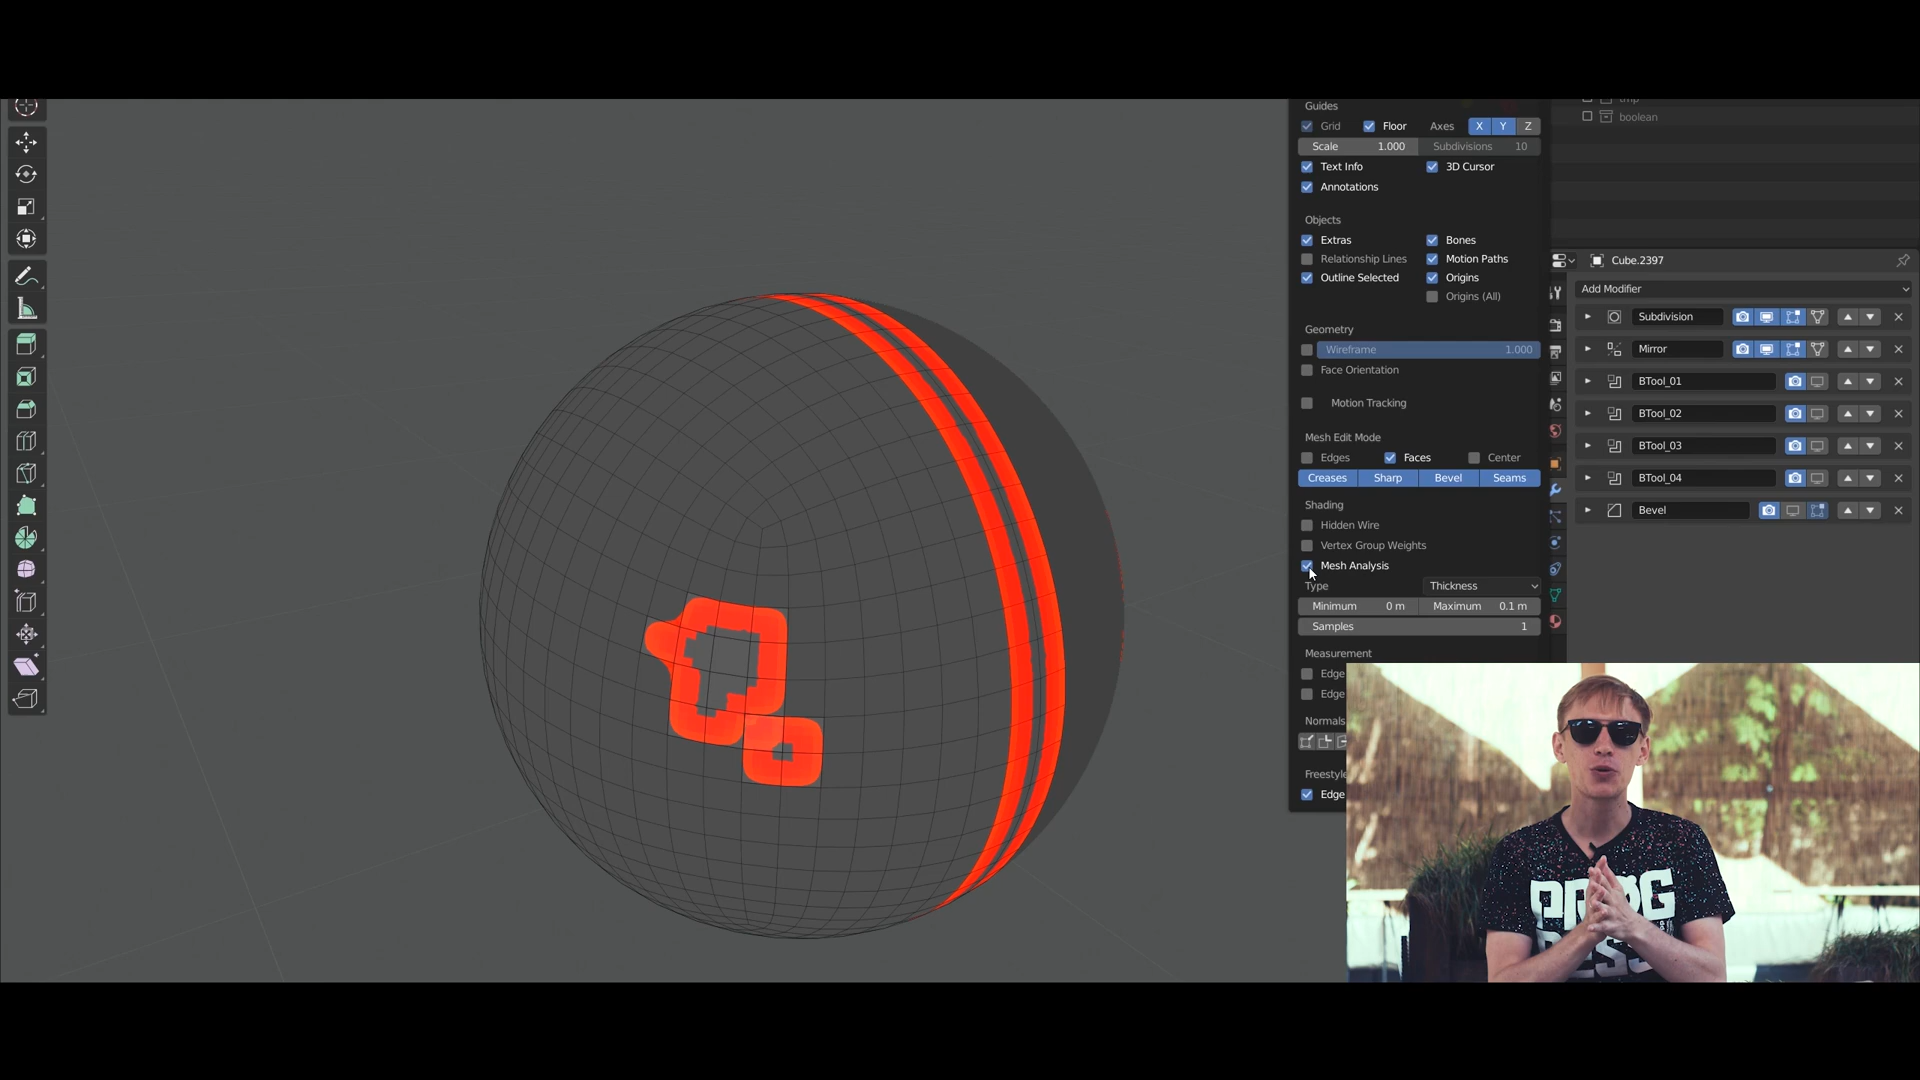 Guides
Grid Floor Axes X Y Z
Scale 1.000 Subdivisions 10
Text Info 3D Cursor
Annotations
Objects
Extras Bones
Relationship Lines Motion Paths
Outline Selected Origins
Origins (All)
Geometry
Wireframe 1.000
Face Orientation
Motion Tracking
Mesh Edit Mode
Edges Faces Center
Creases Sharp Bevel Seams
Shading
Hidden Wire
Vertex Group Weights
Mesh Analysis
Type Thickness
Minimum 0 m Maximum 0.1 m
Samples 1
Measurement
Edge
Edge
Normals
Freestyle
Edge
boolean
Cube.2397
Add Modifier
Subdivision
Mirror
BTool_01
BTool_02
BTool_03
BTool_04
Bevel